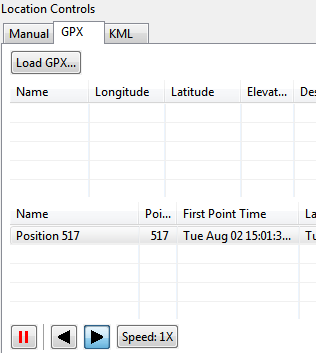 Location Controls
Manual GPX KML
Load GPX...
Name Longitude Latitude Elevat... Des
Name Poi... First Point Time La
Position 517 517 Tue Aug 02 15:01:3... Tu
Speed: 1X